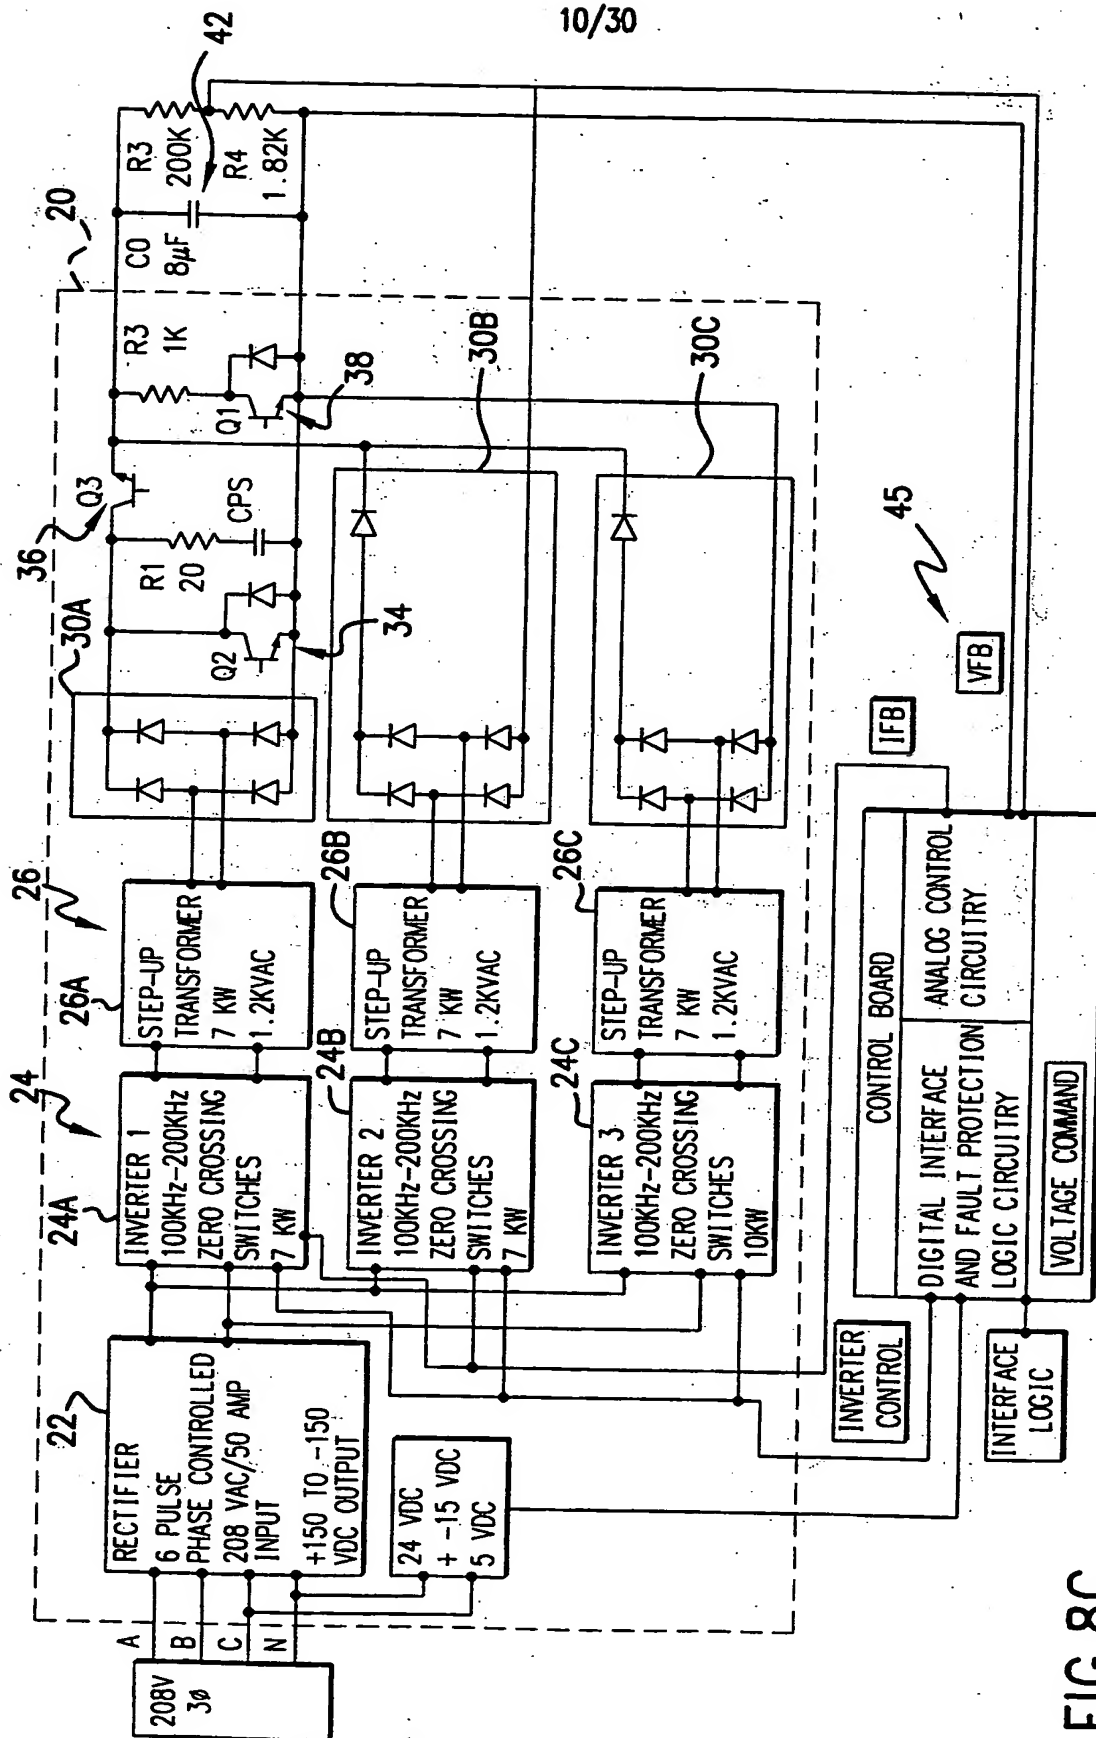 10/30
20
42
R3
200K
R4
1.82K
CO
8µF
R3
1K
Q1
38
Q3
36
R1
20
CPS
30A
Q2
34
30B
30C
26
26A
STEP-UP
TRANSFORMER
7 KW
1.2KVAC
26B
STEP-UP
TRANSFORMER
7 KW
1.2KVAC
26C
STEP-UP
TRANSFORMER
7 KW
1.2KVAC
24
24A
INVERTER 1
100KHz-200KHz
ZERO CROSSING
SWITCHES
7 KW
24B
INVERTER 2
100KHz-200KHz
ZERO CROSSING
SWITCHES
7 KW
24C
INVERTER 3
100KHz-200KHz
ZERO CROSSING
SWITCHES
10KW
22
RECTIFIER
6 PULSE
PHASE CONTROLLED
208 VAC/50 AMP
INPUT
+150 TO -150
VDC OUTPUT
24 VDC
+ -15 VDC
5 VDC
A
B
C
N
208V
3ø
45
VFB
IFB
CONTROL BOARD
ANALOG CONTROL
CIRCUITRY
DIGITAL INTERFACE
AND FAULT PROTECTION
LOGIC CIRCUITRY
VOLTAGE COMMAND
INVERTER
CONTROL
INTERFACE
LOGIC
FIG. 8C